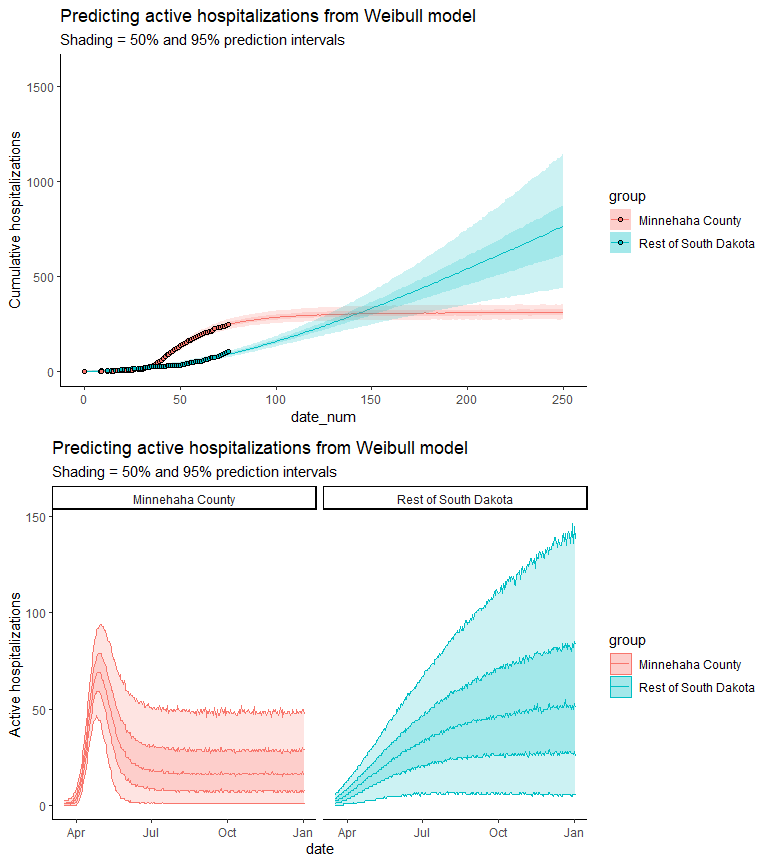 Predicting active hospitalizations from Weibull model
Shading = 50% and 95% prediction intervals
1500
1000
500
0
Cumulative hospitalizations
0 50 100 150 200 250
date_num
group
Minnehaha County
Rest of South Dakota
Predicting active hospitalizations from Weibull model
Shading = 50% and 95% prediction intervals
Minnehaha County Rest of South Dakota
150
100
50
0
Active hospitalizations
Apr Jul Oct Jan Apr Jul Oct Jan
date
group
Minnehaha County
Rest of South Dakota